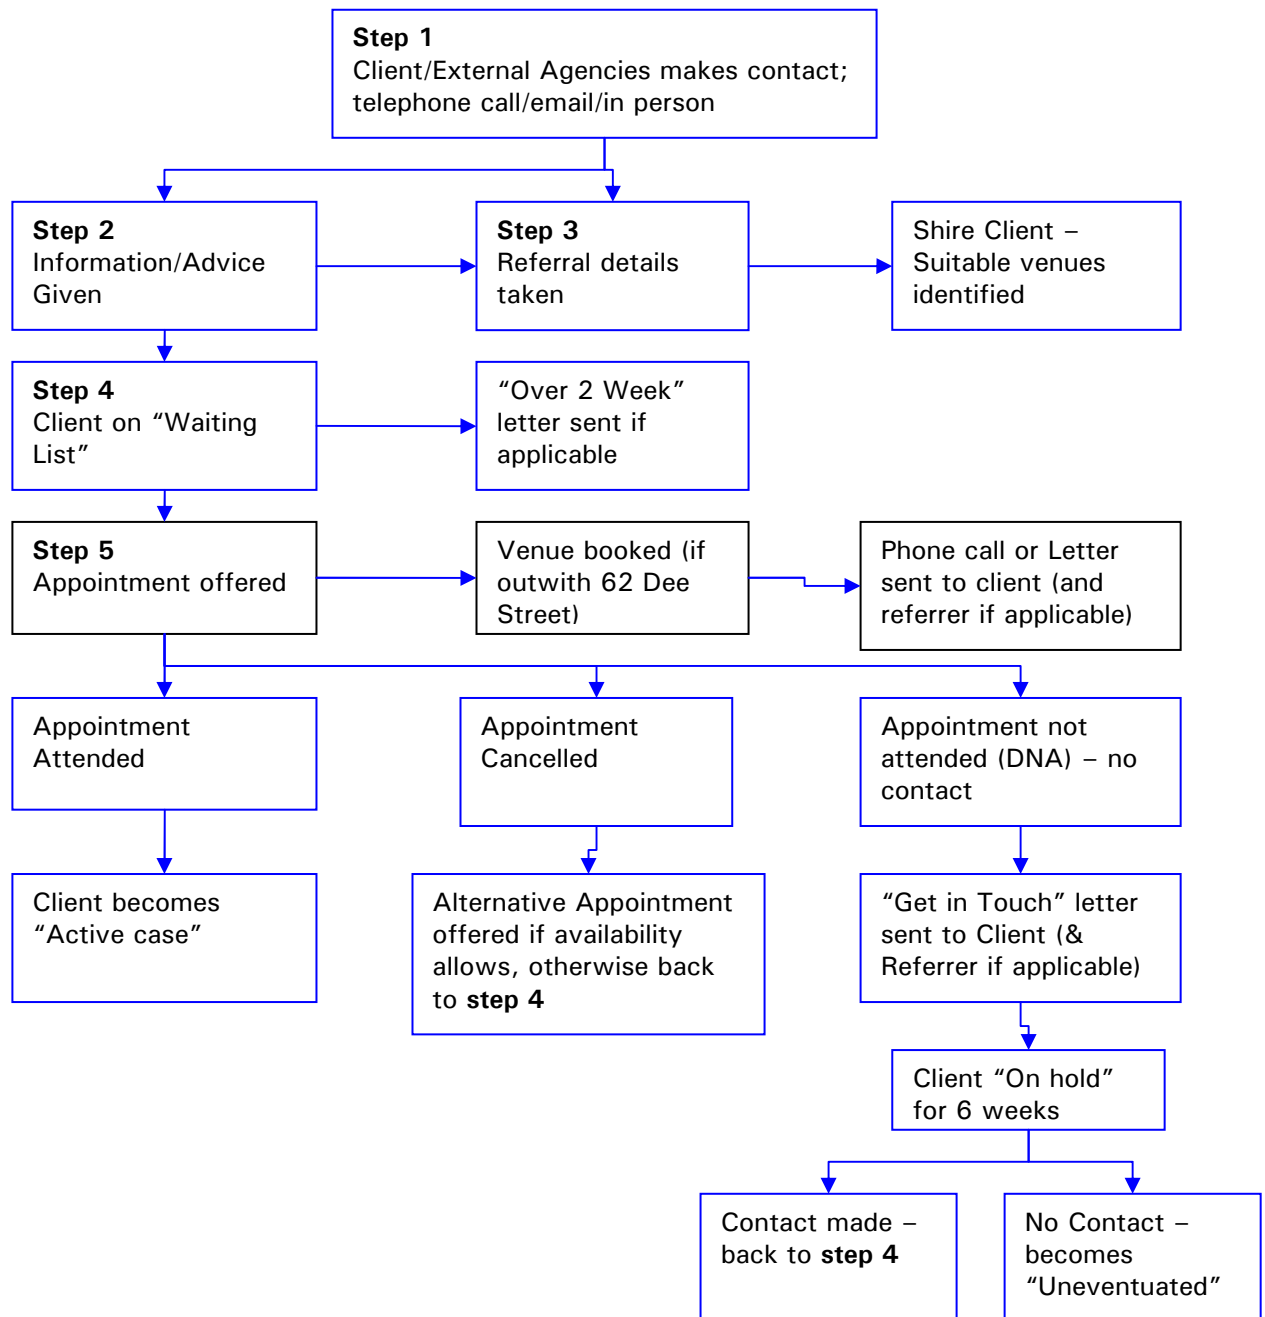 Step 1
Client/External Agencies makes contact;
telephone call/email/in person
Step 2
Information/Advice
Given
Step 3
Referral details
taken
Shire Client –
Suitable venues
identified
Step 4
Client on “Waiting
List”
“Over 2 Week”
letter sent if
applicable
Step 5
Appointment offered
Venue booked (if
outwith 62 Dee
Street)
Phone call or Letter
sent to client (and
referrer if applicable)
Appointment
Attended
Appointment
Cancelled
Appointment not
attended (DNA) – no
contact
Client becomes
“Active case”
Alternative Appointment
offered if availability
allows, otherwise back
to step 4
“Get in Touch” letter
sent to Client (&
Referrer if applicable)
Client “On hold”
for 6 weeks
Contact made –
back to step 4
No Contact –
becomes
“Uneventuated”